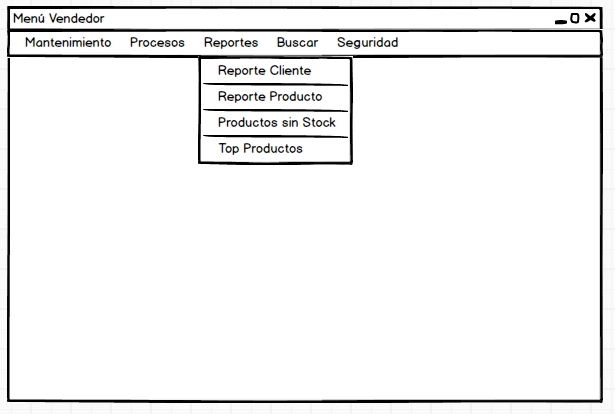 Menú Vendedor
Mantenimiento Procesos Reportes Buscar Seguridad
Reporte Cliente
Reporte Producto
Productos sin Stock
Top Productos